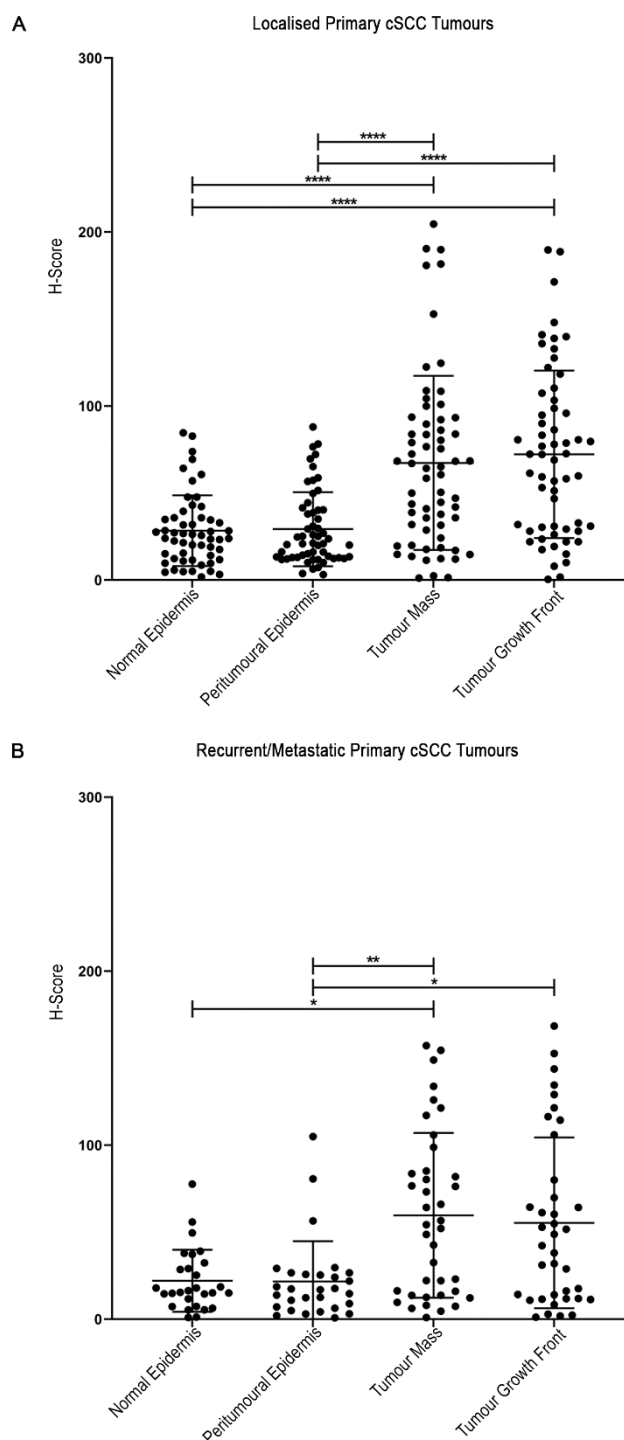 A
Localised Primary cSCC Tumours
300
200
100
0
H-Score
****
****
****
****
Normal Epidermis
Peritumoural Epidermis
Tumour Mass
Tumour Growth Front
B
Recurrent/Metastatic Primary cSCC Tumours
300
200
100
0
H-Score
**
*
*
Normal Epidermis
Peritumoural Epidermis
Tumour Mass
Tumour Growth Front